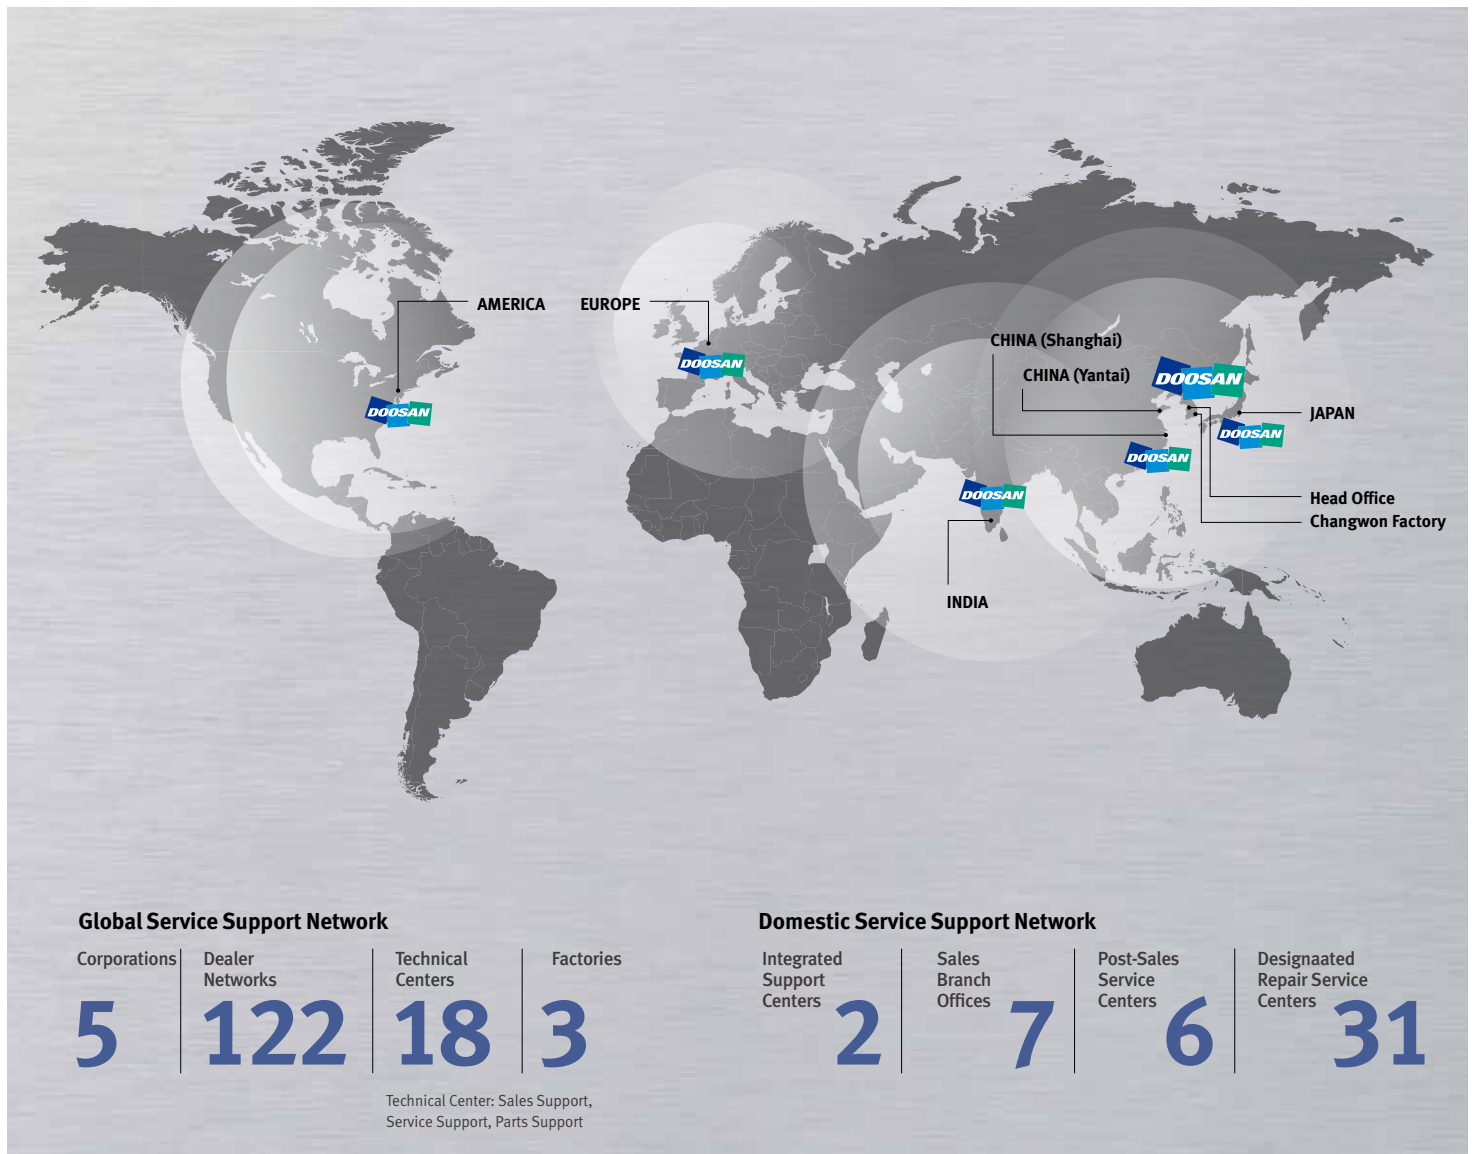 AMERICA
EUROPE
CHINA (Shanghai)
DOOSAN
CHINA (Yantai)
DOOSAN
DOOSAN
JAPAN
DOOSAN
DOOSAN
DOOSAN
Head Office
Changwon Factory
INDIA
Global Service Support Network
Corporations
5
Dealer
Networks
122
Technical
Centers
18
Factories
3
Technical Center: Sales Support,
Service Support, Parts Support
Domestic Service Support Network
Integrated
Support
Centers
2
Sales
Branch
Offices
7
Post-Sales
Service
Centers
6
Designaated
Repair Service
Centers
31